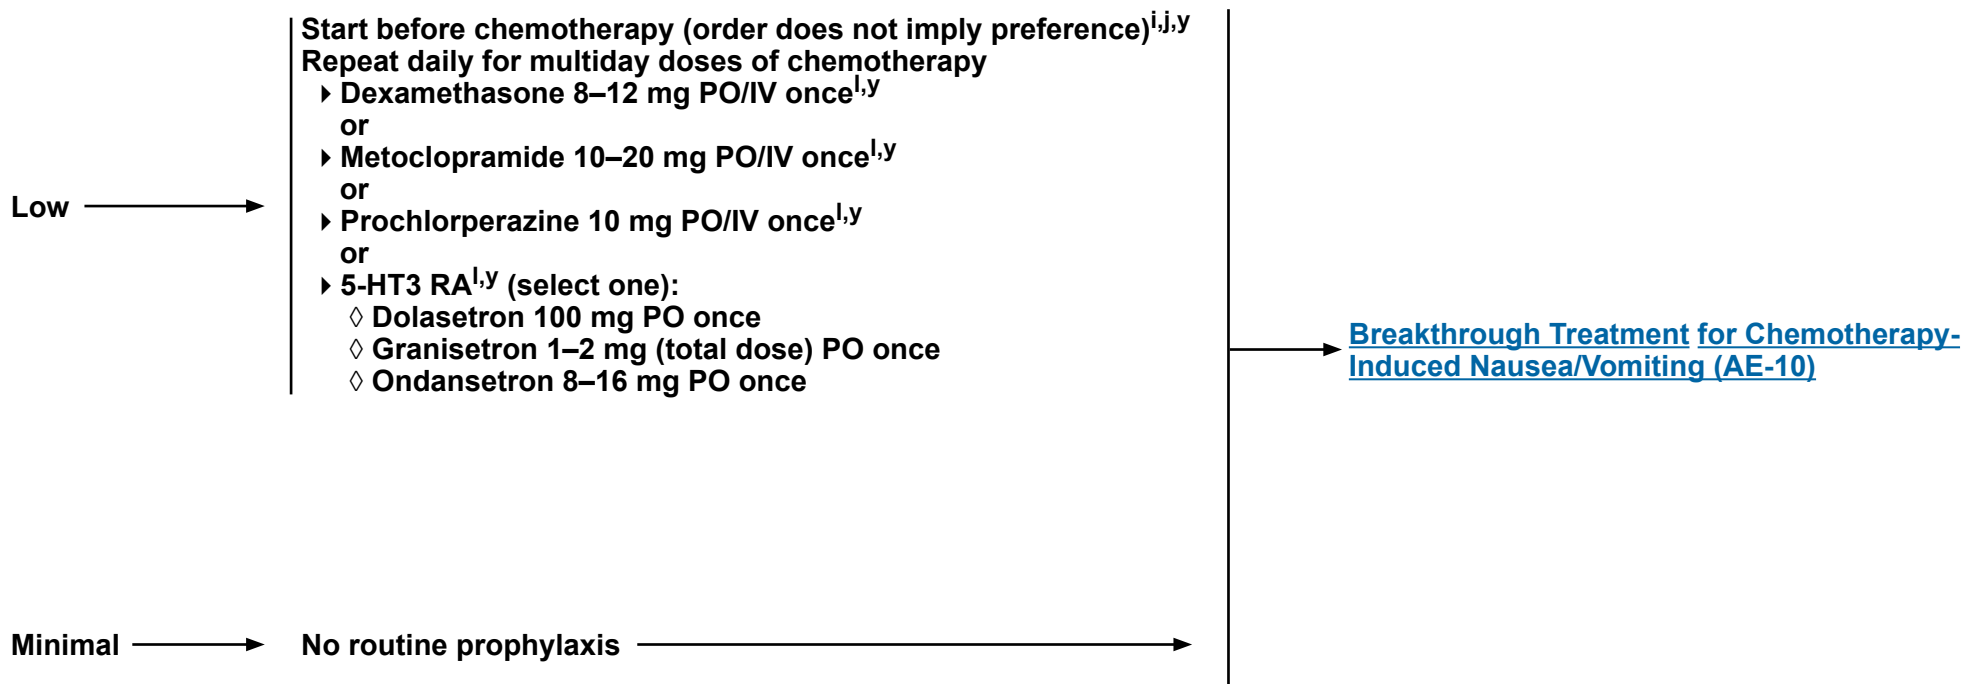 Start before chemotherapy (order does not imply preference)i,j,y
Repeat daily for multiday doses of chemotherapy
Dexamethasone 8–12 mg PO/IV oncel,y
or
Metoclopramide 10–20 mg PO/IV oncel,y
or
Low
Prochlorperazine 10 mg PO/IV oncel,y
or
5-HT3 RAl,y (select one):
◊ Dolasetron 100 mg PO once
◊ Granisetron 1–2 mg (total dose) PO once
◊ Ondansetron 8–16 mg PO once
Breakthrough Treatment for Chemotherapy-
Induced Nausea/Vomiting (AE-10)
Minimal
No routine prophylaxis